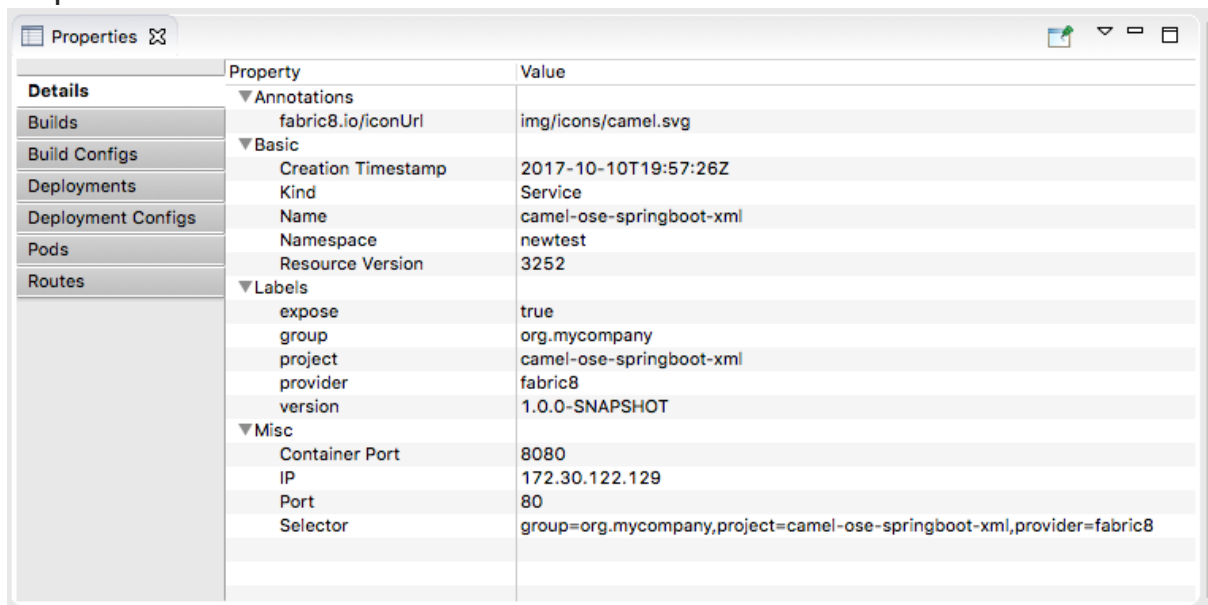 Properties
Property Value
Details
Annotations
fabric8.io/iconUrl img/icons/camel.svg
Builds
Basic
Build Configs
Creation Timestamp 2017-10-10T19:57:26Z
Deployments
Kind Service
Deployment Configs
Name camel-ose-springboot-xml
Namespace newtest
Pods
Resource Version 3252
Routes
Labels
expose true
group org.mycompany
project camel-ose-springboot-xml
provider fabric8
version 1.0.0-SNAPSHOT
Misc
Container Port 8080
IP 172.30.122.129
Port 80
Selector group=org.mycompany,project=camel-ose-springboot-xml,provider=fabric8